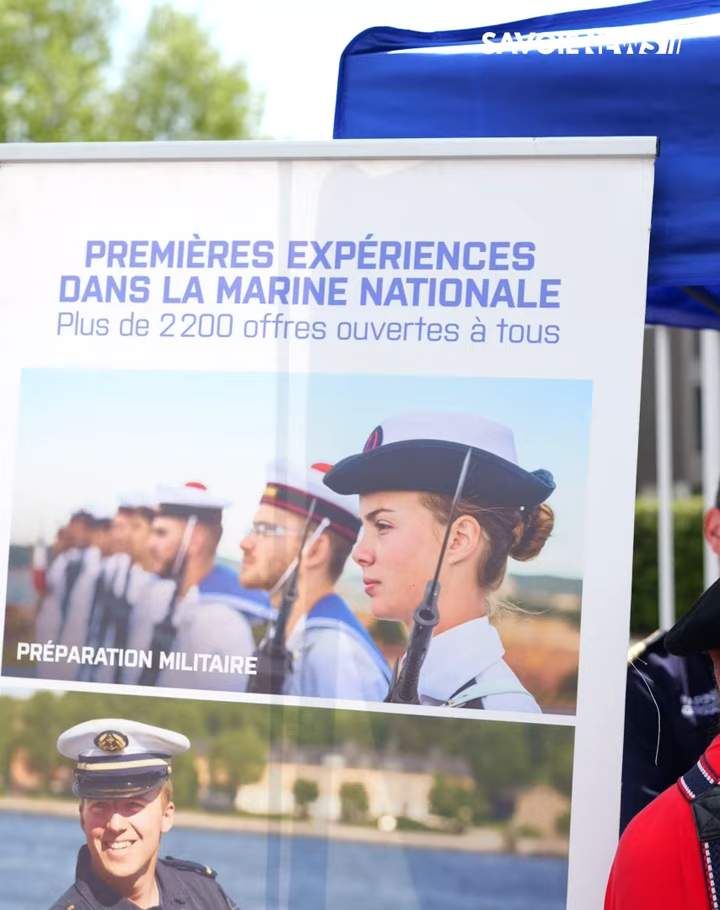 SAVOIE NEWS
PREMIÈRES EXPÉRIENCES
DANS LA MARINE NATIONALE
Plus de 2200 offres ouvertes à tous
PRÉPARATION MILITAIRE